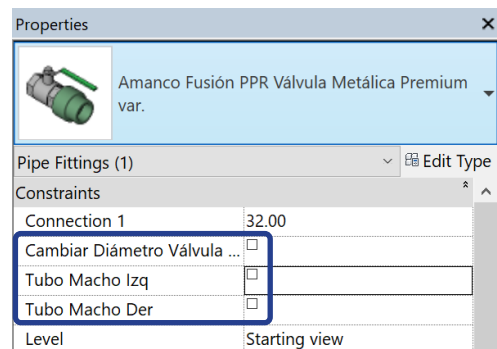 Properties
Amanco Fusión PPR Válvula Metálica Premium
var.
Pipe Fittings (1)
Edit Type
Constraints
Connection 1 32.00
Cambiar Diámetro Válvula ...
Tubo Macho Izq
Tubo Macho Der
Level Starting view